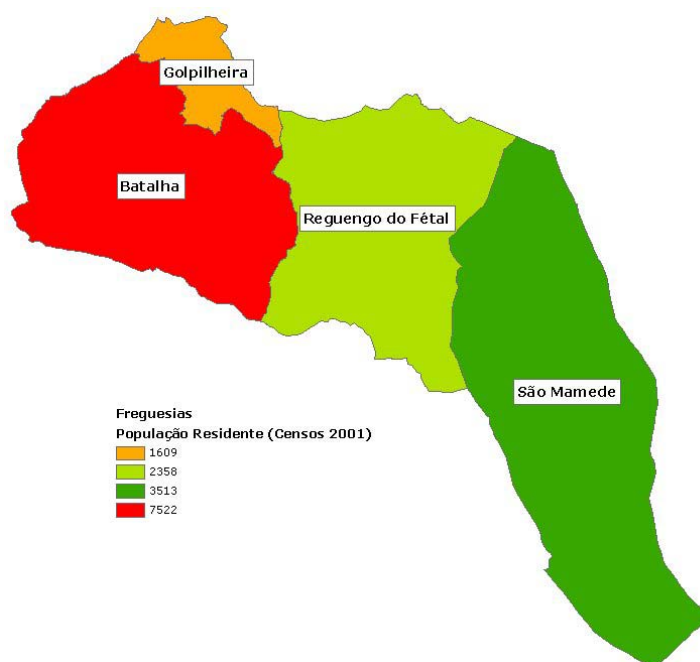 Golpilheira
Batalha
Reguengo do Fétal
São Mamede
Freguesias
População Residente (Censos 2001)
1609
2358
3513
7522